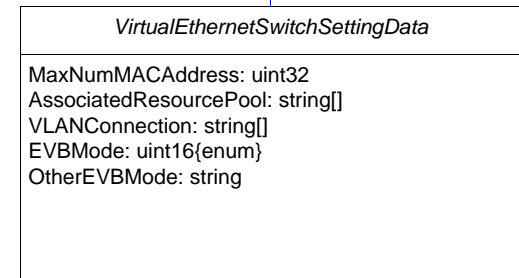 VirtualEthernetSwitchSettingData
MaxNumMACAddress: uint32
AssociatedResourcePool: string[]
VLANConnection: string[]
EVBMode: uint16{enum}
OtherEVBMode: string